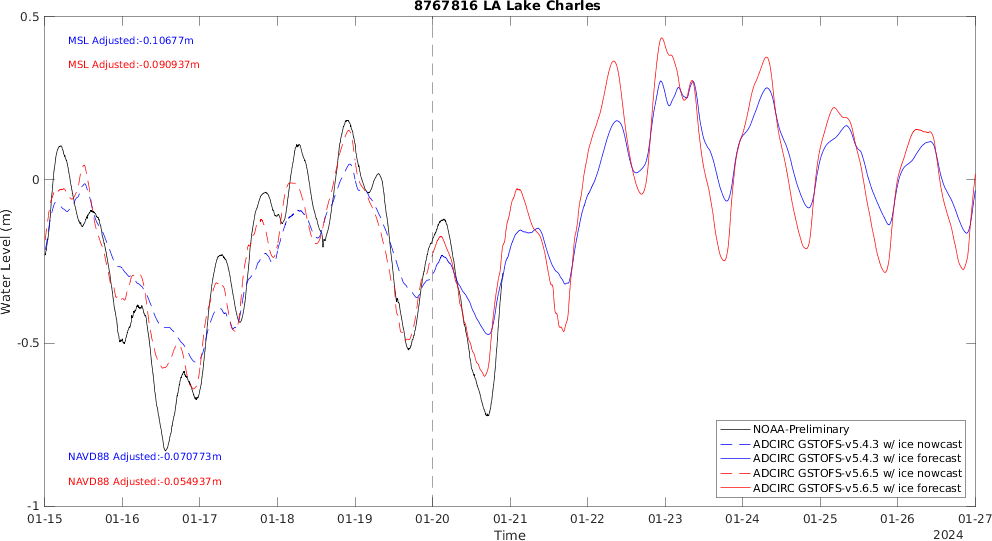 8767816 LA Lake Charles
MSL Adjusted:-0.10677m
MSL Adjusted:-0.090937m
NAVD88 Adjusted:-0.070773m
NAVD88 Adjusted:-0.054937m
Water Level (m)
0.5
0
-0.5
-1
NOAA-Preliminary
ADCIRC GSTOFS-v5.4.3 w/ ice nowcast
ADCIRC GSTOFS-v5.4.3 w/ ice forecast
ADCIRC GSTOFS-v5.6.5 w/ ice nowcast
ADCIRC GSTOFS-v5.6.5 w/ ice forecast
01-15 01-16 01-17 01-18 01-19 01-20 01-21 01-22 01-23 01-24 01-25 01-26 01-27
Time
2024